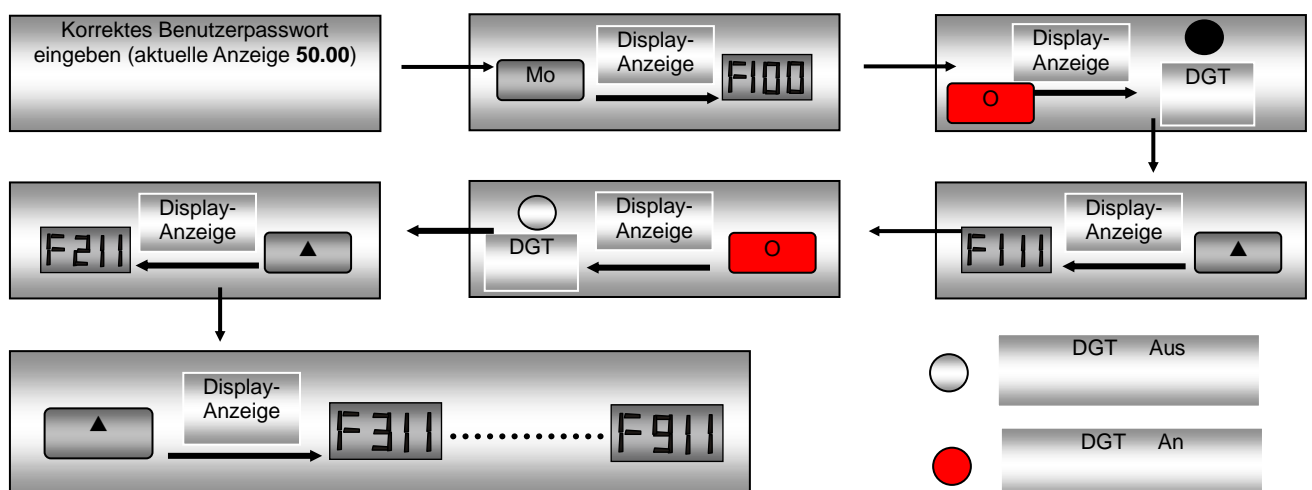 Korrektes Benutzerpasswort
eingeben (aktuelle Anzeige 50.00)
Mo
Display-
Anzeige
F100
O
Display-
Anzeige
DGT
F211
Display-
Anzeige
▲
DGT
Display-
Anzeige
O
F111
Display-
Anzeige
▲
▲
Display-
Anzeige
F311
F911
DGT Aus
DGT An